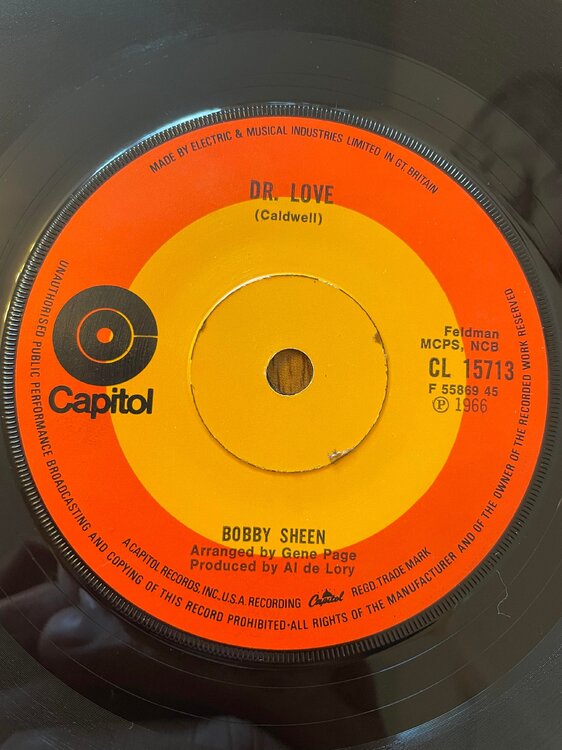 MADE BY ELECTRIC & MUSICAL INDUSTRIES LIMITED IN GT BRITAIN
DR. LOVE
(Caldwell)
Capitol
Feldman
MCPS, NCB
CL 15713
F 55869 45
Ⓟ 1966
BOBBY SHEEN
Arranged by Gene Page
Produced by Al de Lory
A CAPITOL RECORDS, INC., U.S.A. RECORDING Capitol REGD. TRADE MARK
UNAUTHORISED PUBLIC PERFORMANCE BROADCASTING AND COPYING OF THIS RECORD PROHIBITED·ALL RIGHTS OF THE MANUFACTURER AND OF THE OWNER OF THE RECORDED WORK RESERVED